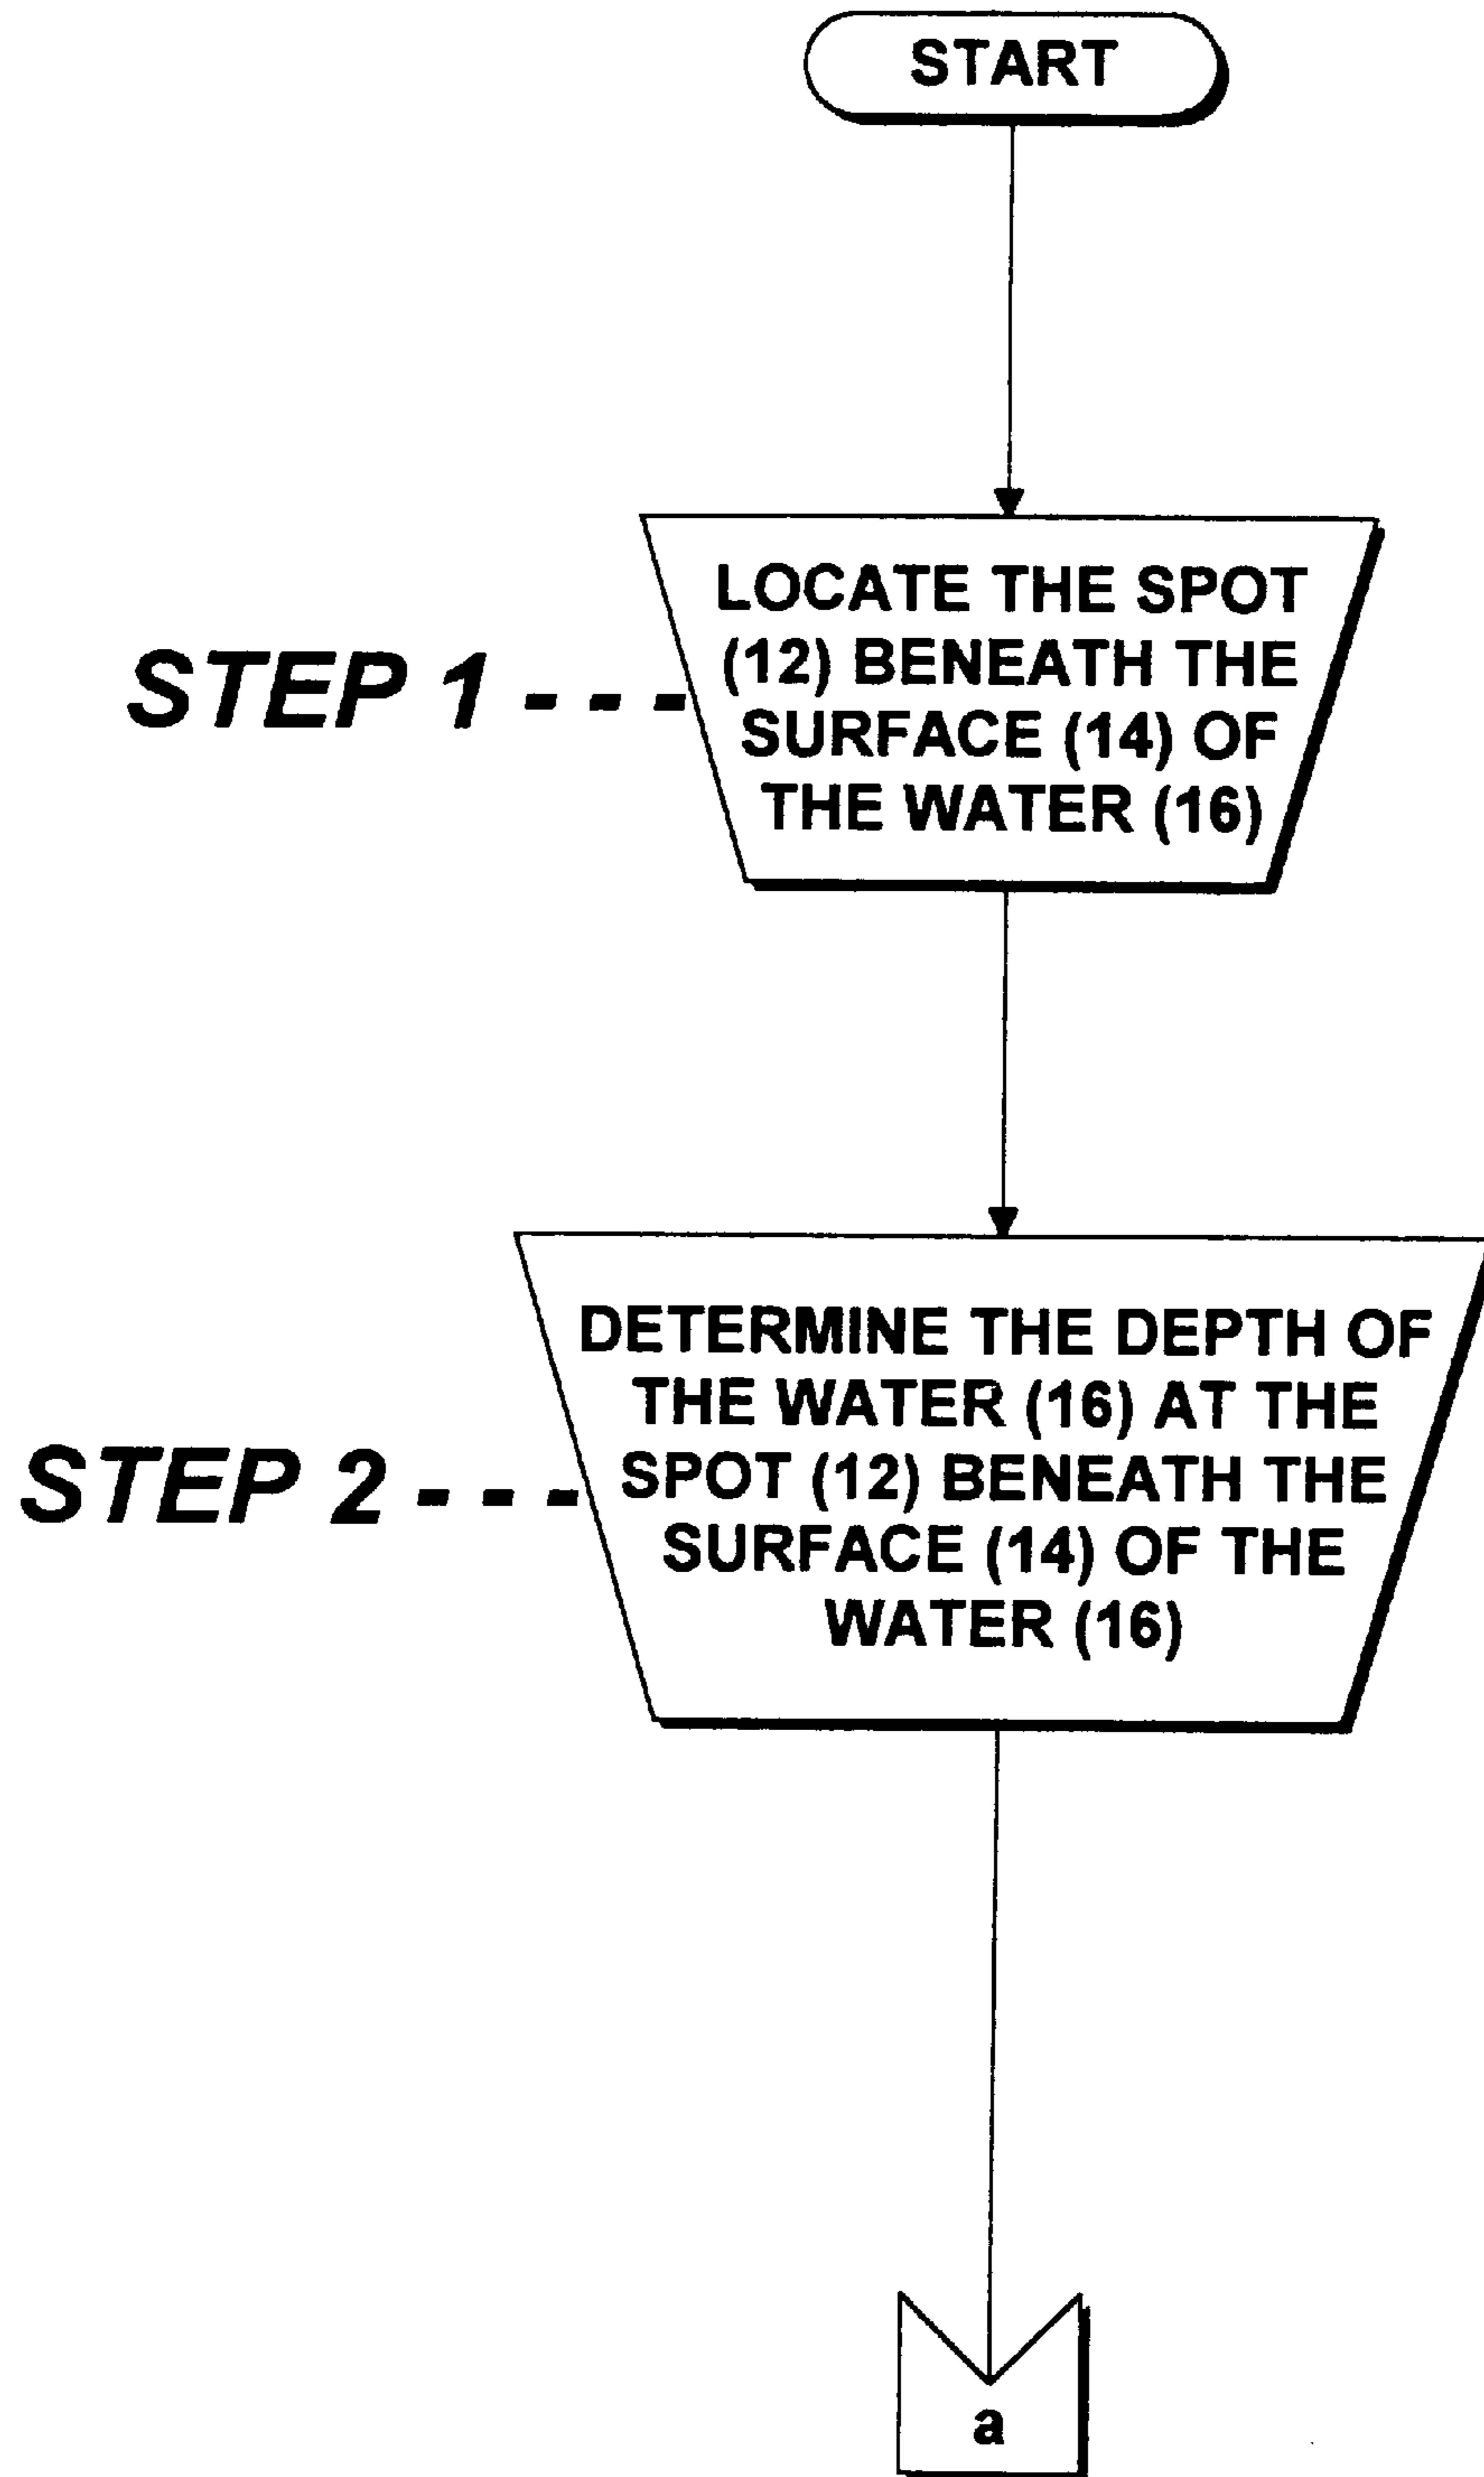 START
STEP 1 - - -
LOCATE THE SPOT
(12) BENEATH THE
SURFACE (14) OF
THE WATER (16)
STEP 2 - - -
DETERMINE THE DEPTH OF
THE WATER (16) AT THE
SPOT (12) BENEATH THE
SURFACE (14) OF THE
WATER (16)
a